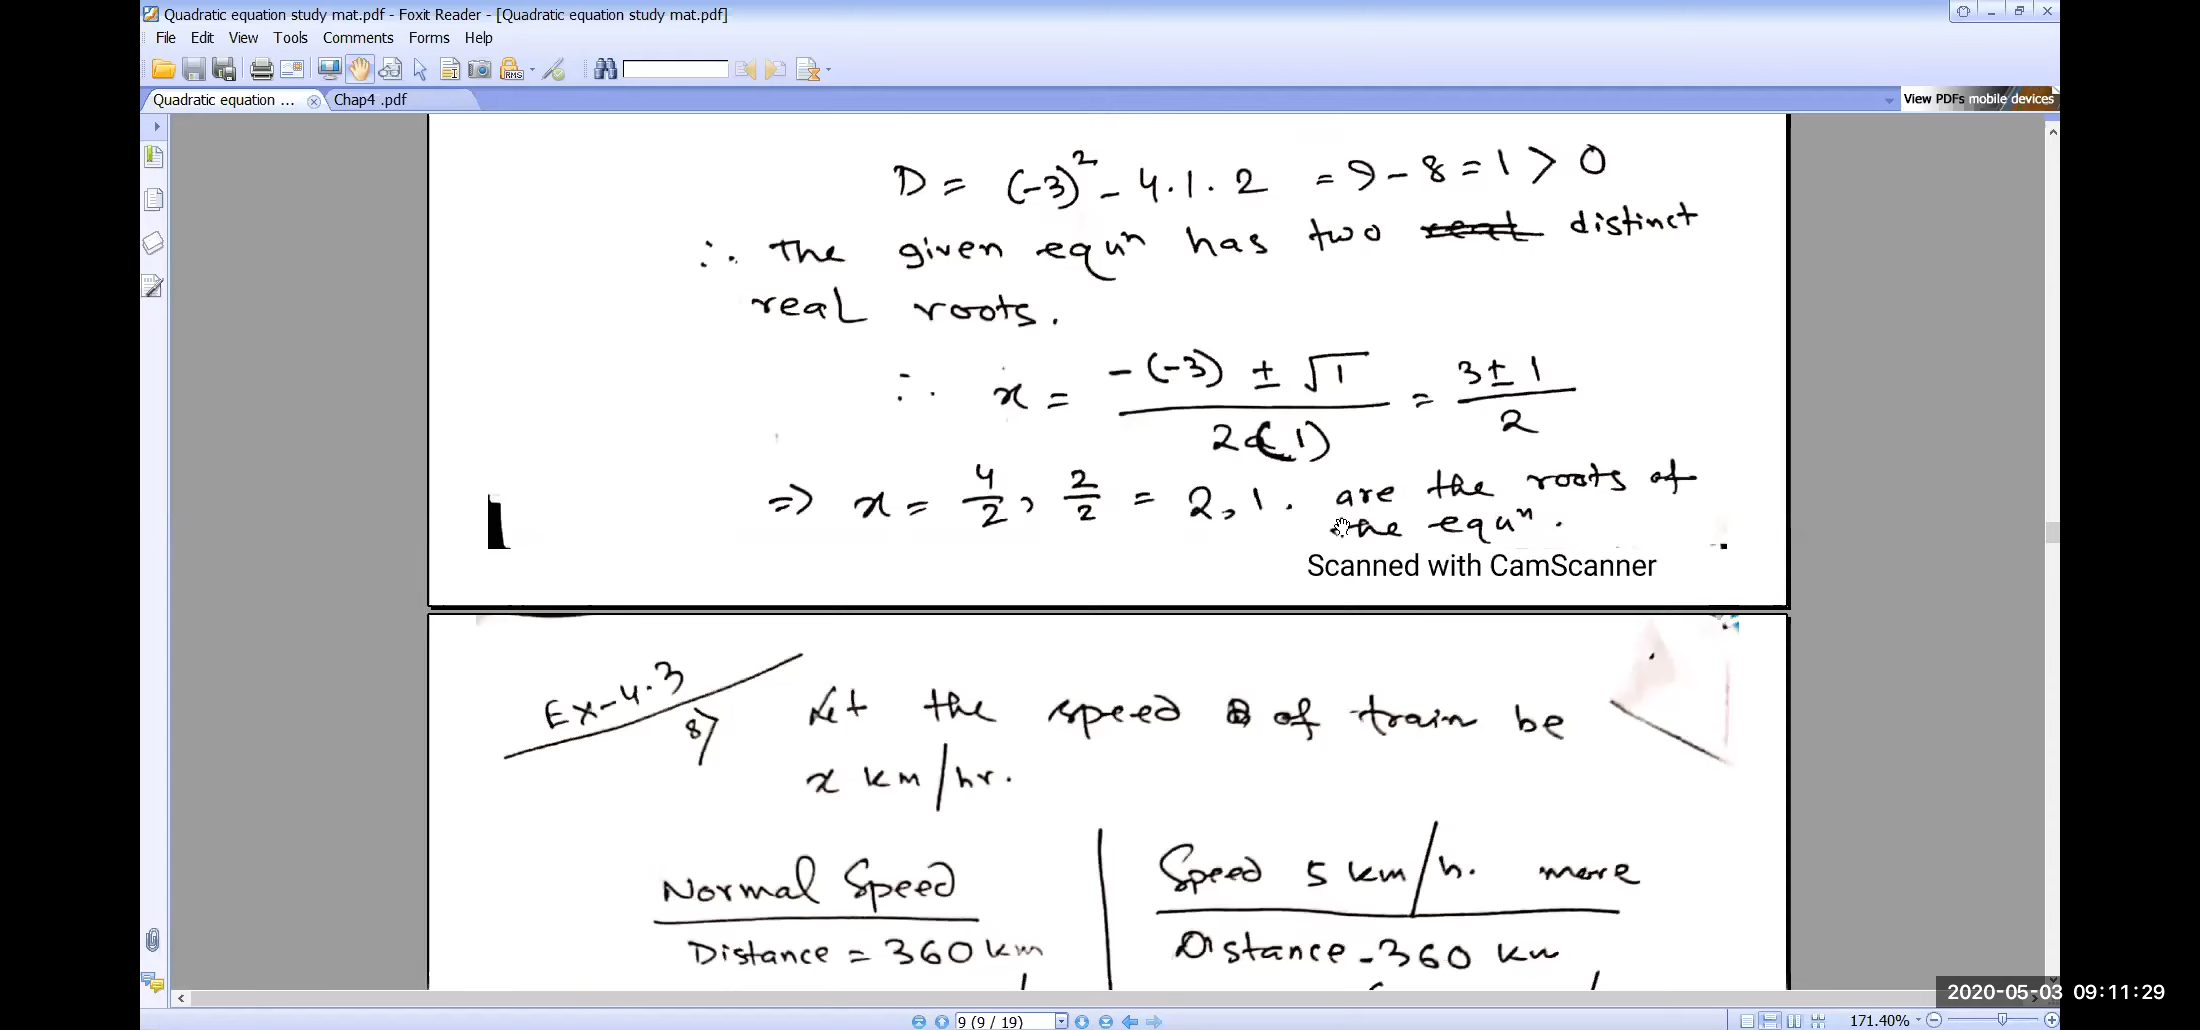 Quadratic equation study mat.pdf - Foxit Reader - [Quadratic equation study mat.pdf]
File Edit View Tools Comments Forms Help
Quadratic equation ... Chap4 .pdf
View PDFs mobile devices
D = (-3)² - 4.1.2 = 9 - 8 = 1 > 0
∴ The given equⁿ has two real distinct
real roots.
∴ x = (-(-3) ± √1)/(2(1)) = (3 ± 1)/2
=> x = 4/2, 2/2 = 2, 1. are the roots of
the equⁿ.
Scanned with CamScanner
Ex-4.3
8) Let the speed of train be
x km/hr.
Normal Speed
Distance = 360 km
Speed 5 km/h. more
Distance - 360 km
2020-05-03 09:11:29
9 (9 / 19)
171.40%